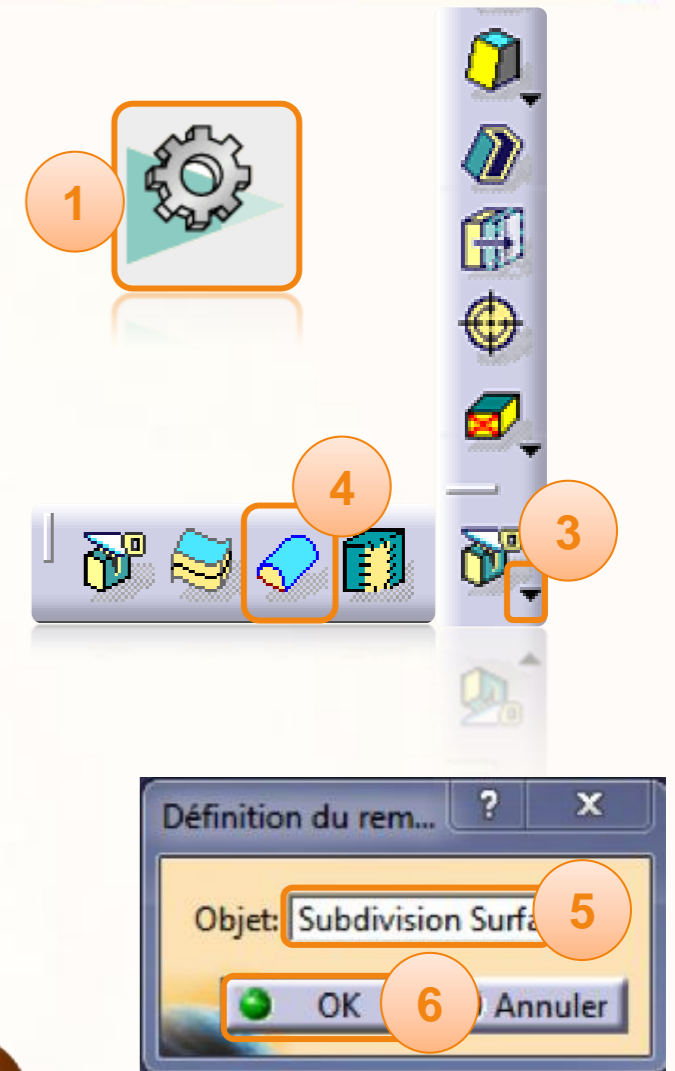 1
4
3
Définition du rem...
? x
Objet: Subdivision Surfa 5
OK 6 Annuler